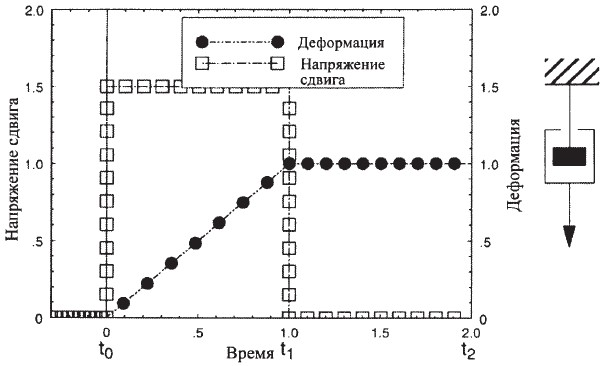 2.0
1.5
1.0
.5
0
Напряжение сдвига
Деформация
Напряжение
сдвига
2.0
1.5
1.0
.5
0
Деформация
0 .5 1.0 1.5 2.0
t0 Время t1 t2